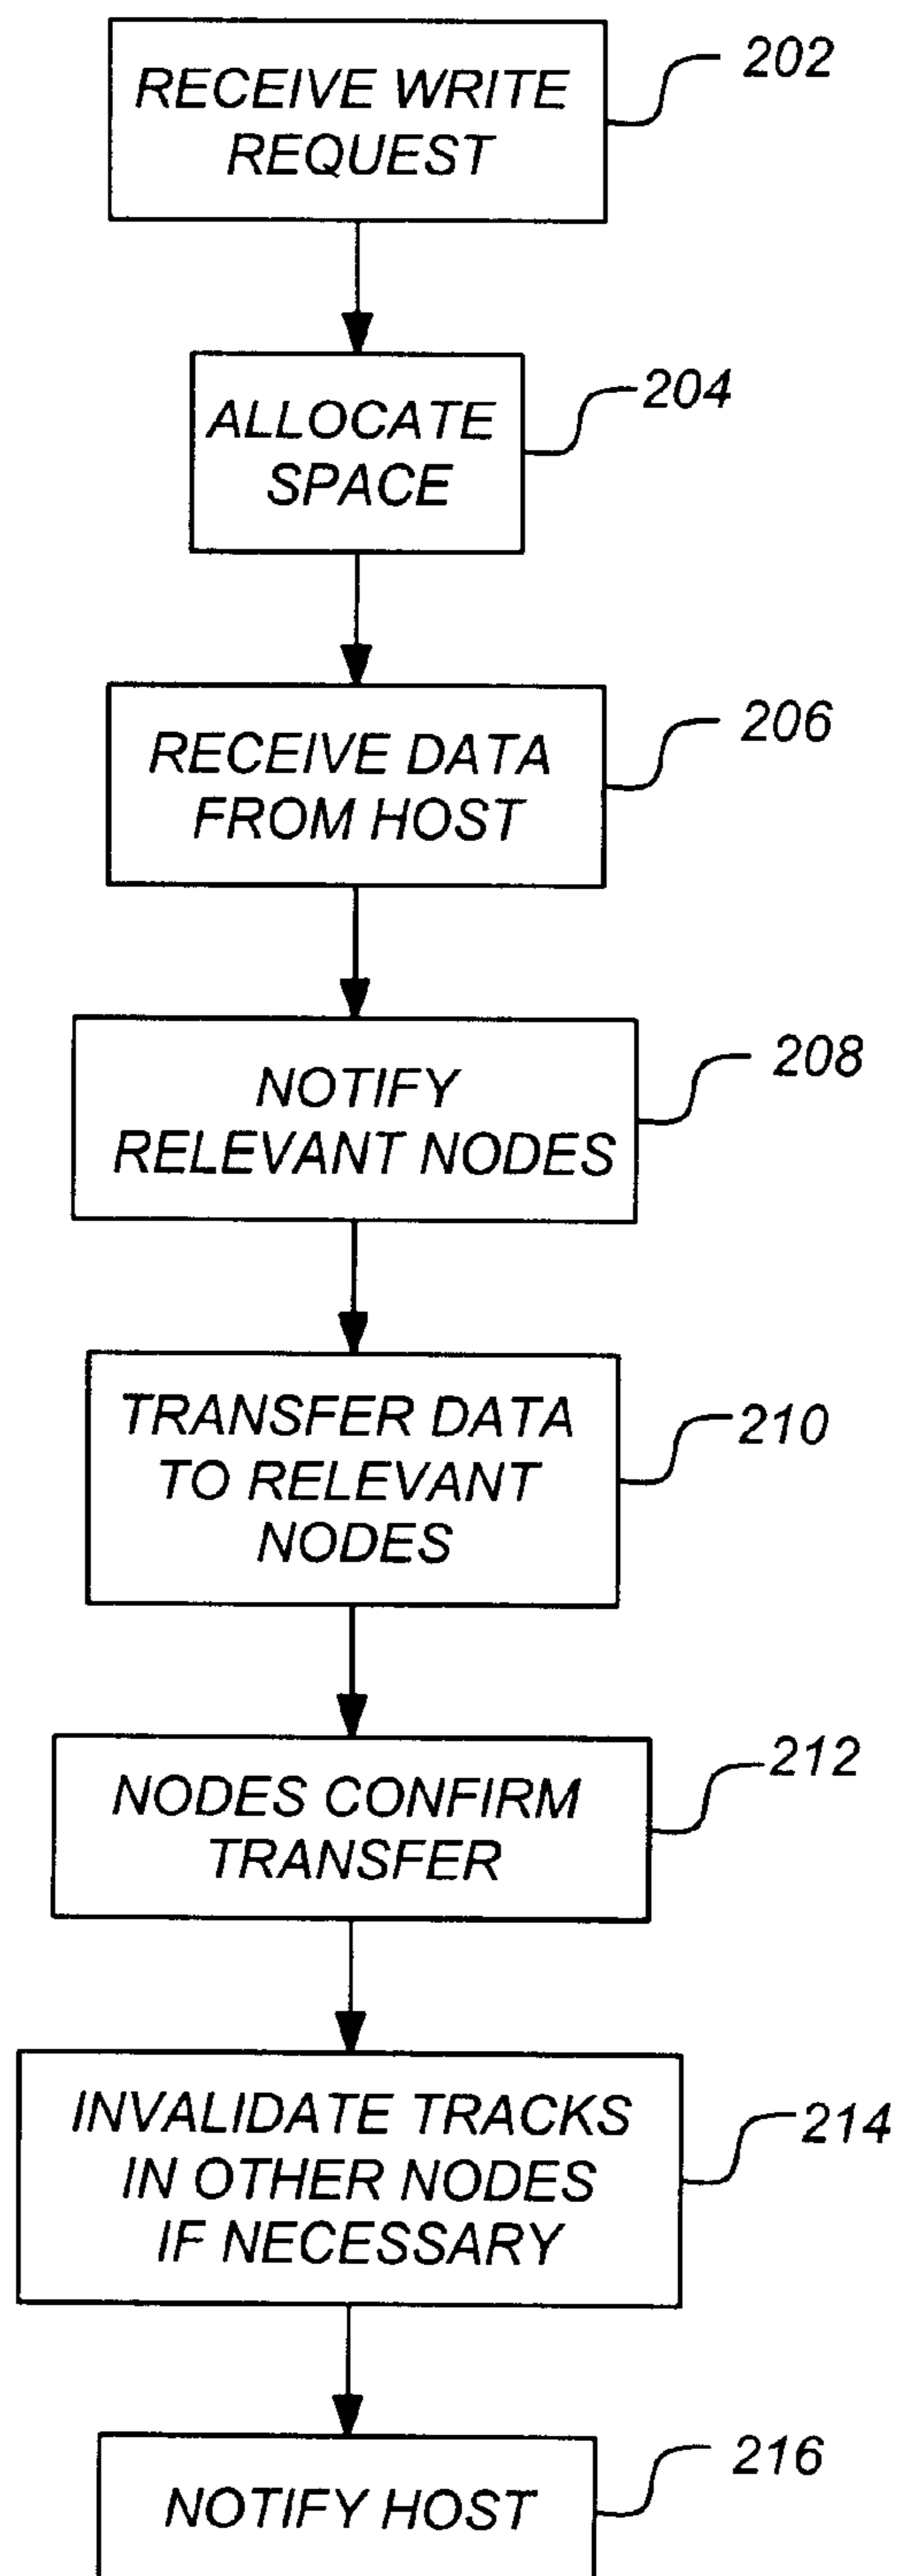 RECEIVE WRITE
REQUEST
202
ALLOCATE
SPACE
204
RECEIVE DATA
FROM HOST
206
NOTIFY
RELEVANT NODES
208
TRANSFER DATA
TO RELEVANT
NODES
210
NODES CONFIRM
TRANSFER
212
INVALIDATE TRACKS
IN OTHER NODES
IF NECESSARY
214
NOTIFY HOST
216